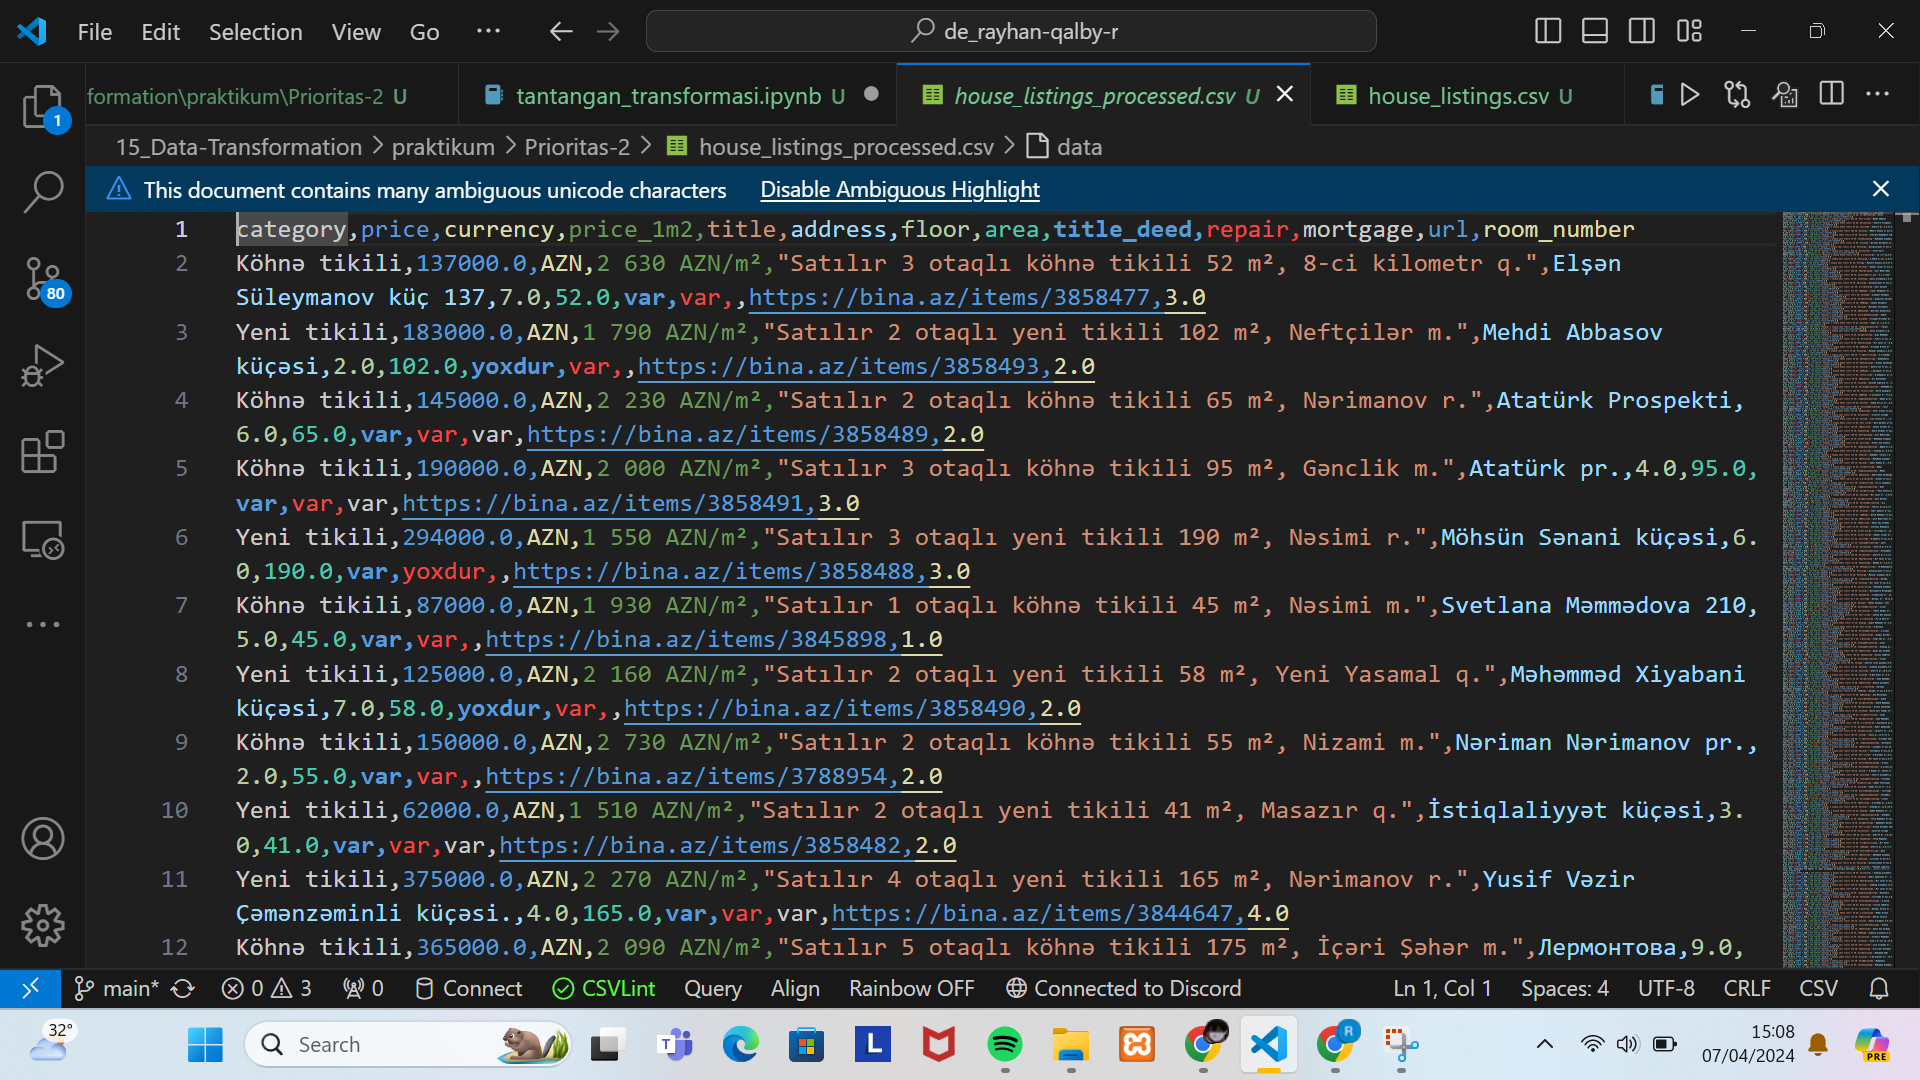 File Edit Selection View Go ··· de_rayhan-qalby-r
formation\praktikum\Prioritas-2 U tantangan_transformasi.ipynb U house_listings_processed.csv U house_listings.csv U
15_Data-Transformation > praktikum > Prioritas-2 > house_listings_processed.csv > data
This document contains many ambiguous unicode characters Disable Ambiguous Highlight
1 category,price,currency,price_1m2,title,address,floor,area,title_deed,repair,mortgage,url,room_number
2 Köhnə tikili,137000.0,AZN,2 630 AZN/m²,"Satılır 3 otaqlı köhnə tikili 52 m², 8-ci kilometr q.",Elşən
Süleymanov küç 137,7.0,52.0,var,var,,https://bina.az/items/3858477,3.0
3 Yeni tikili,183000.0,AZN,1 790 AZN/m²,"Satılır 2 otaqlı yeni tikili 102 m², Neftçilər m.",Mehdi Abbasov
küçəsi,2.0,102.0,yoxdur,var,,https://bina.az/items/3858493,2.0
4 Köhnə tikili,145000.0,AZN,2 230 AZN/m²,"Satılır 2 otaqlı köhnə tikili 65 m², Nərimanov r.",Atatürk Prospekti,
6.0,65.0,var,var,var,https://bina.az/items/3858489,2.0
5 Köhnə tikili,190000.0,AZN,2 000 AZN/m²,"Satılır 3 otaqlı köhnə tikili 95 m², Gənclik m.",Atatürk pr.,4.0,95.0,
var,var,var,https://bina.az/items/3858491,3.0
6 Yeni tikili,294000.0,AZN,1 550 AZN/m²,"Satılır 3 otaqlı yeni tikili 190 m², Nəsimi r.",Möhsün Sənani küçəsi,6.
0,190.0,var,yoxdur,,https://bina.az/items/3858488,3.0
7 Köhnə tikili,87000.0,AZN,1 930 AZN/m²,"Satılır 1 otaqlı köhnə tikili 45 m², Nəsimi m.",Svetlana Məmmədova 210,
5.0,45.0,var,var,,https://bina.az/items/3845898,1.0
8 Yeni tikili,125000.0,AZN,2 160 AZN/m²,"Satılır 2 otaqlı yeni tikili 58 m², Yeni Yasamal q.",Məhəmməd Xiyabani
küçəsi,7.0,58.0,yoxdur,var,,https://bina.az/items/3858490,2.0
9 Köhnə tikili,150000.0,AZN,2 730 AZN/m²,"Satılır 2 otaqlı köhnə tikili 55 m², Nizami m.",Nəriman Nərimanov pr.,
2.0,55.0,var,var,,https://bina.az/items/3788954,2.0
10 Yeni tikili,62000.0,AZN,1 510 AZN/m²,"Satılır 2 otaqlı yeni tikili 41 m², Masazır q.",İstiqlaliyyət küçəsi,3.
0,41.0,var,var,var,https://bina.az/items/3858482,2.0
11 Yeni tikili,375000.0,AZN,2 270 AZN/m²,"Satılır 4 otaqlı yeni tikili 165 m², Nərimanov r.",Yusif Vəzir
Çəmənzəminli küçəsi.,4.0,165.0,var,var,var,https://bina.az/items/3844647,4.0
12 Köhnə tikili,365000.0,AZN,2 090 AZN/m²,"Satılır 5 otaqlı köhnə tikili 175 m², İçəri Şəhər m.",Лермонтова,9.0,
1
80
main* 0 3 0 Connect CSVLint Query Align Rainbow OFF Connected to Discord Ln 1, Col 1 Spaces: 4 UTF-8 CRLF CSV
32° Search T L R 15:08 PRE
07/04/2024